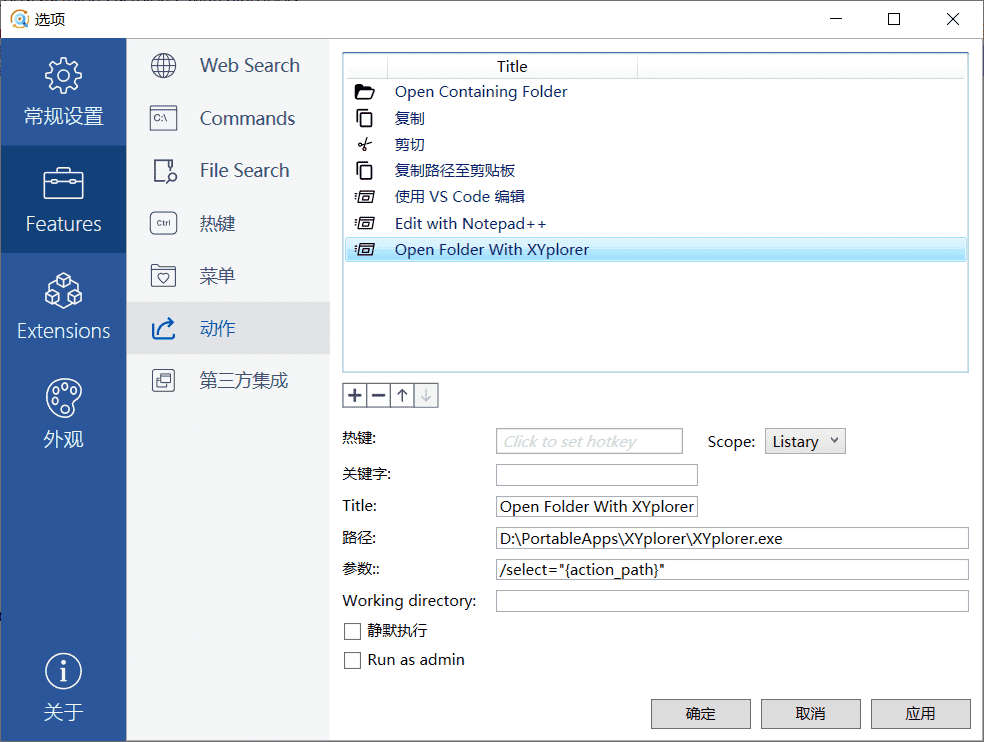 选项
常规设置
Features
Extensions
外观
关于
Web Search
C:\ Commands
File Search
Ctrl 热键
菜单
动作
第三方集成
Title
Open Containing Folder
复制
剪切
复制路径至剪贴板
使用 VS Code 编辑
Edit with Notepad++
Open Folder With XYplorer
热键: Click to set hotkey Scope: Listary
关键字:
Title: Open Folder With XYplorer
路径: D:\PortableApps\XYplorer\XYplorer.exe
参数:: /select="{action_path}"
Working directory:
静默执行
Run as admin
确定 取消 应用